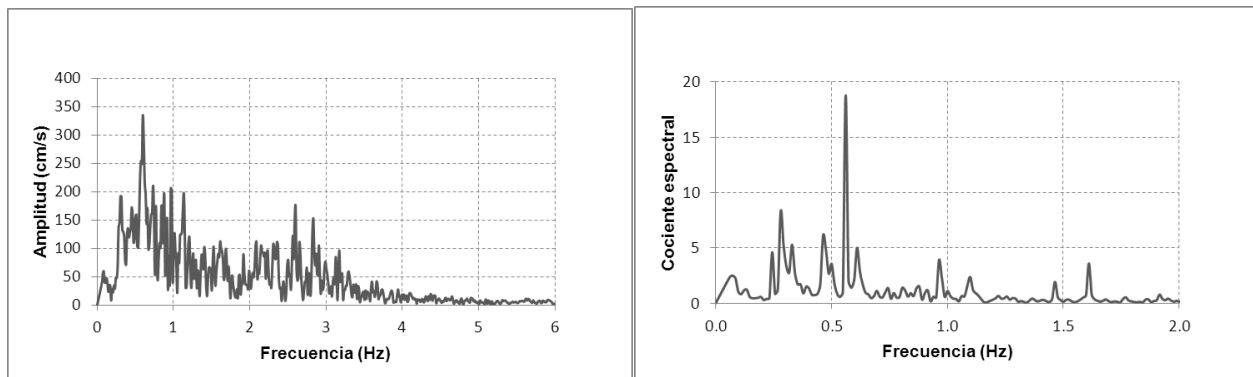 400
350
300
250
200
150
100
50
0
Amplitud (cm/s)
0 1 2 3 4 5 6
Frecuencia (Hz)
20
15
10
5
0
Cociente espectral
0.0 0.5 1.0 1.5 2.0
Frecuencia (Hz)